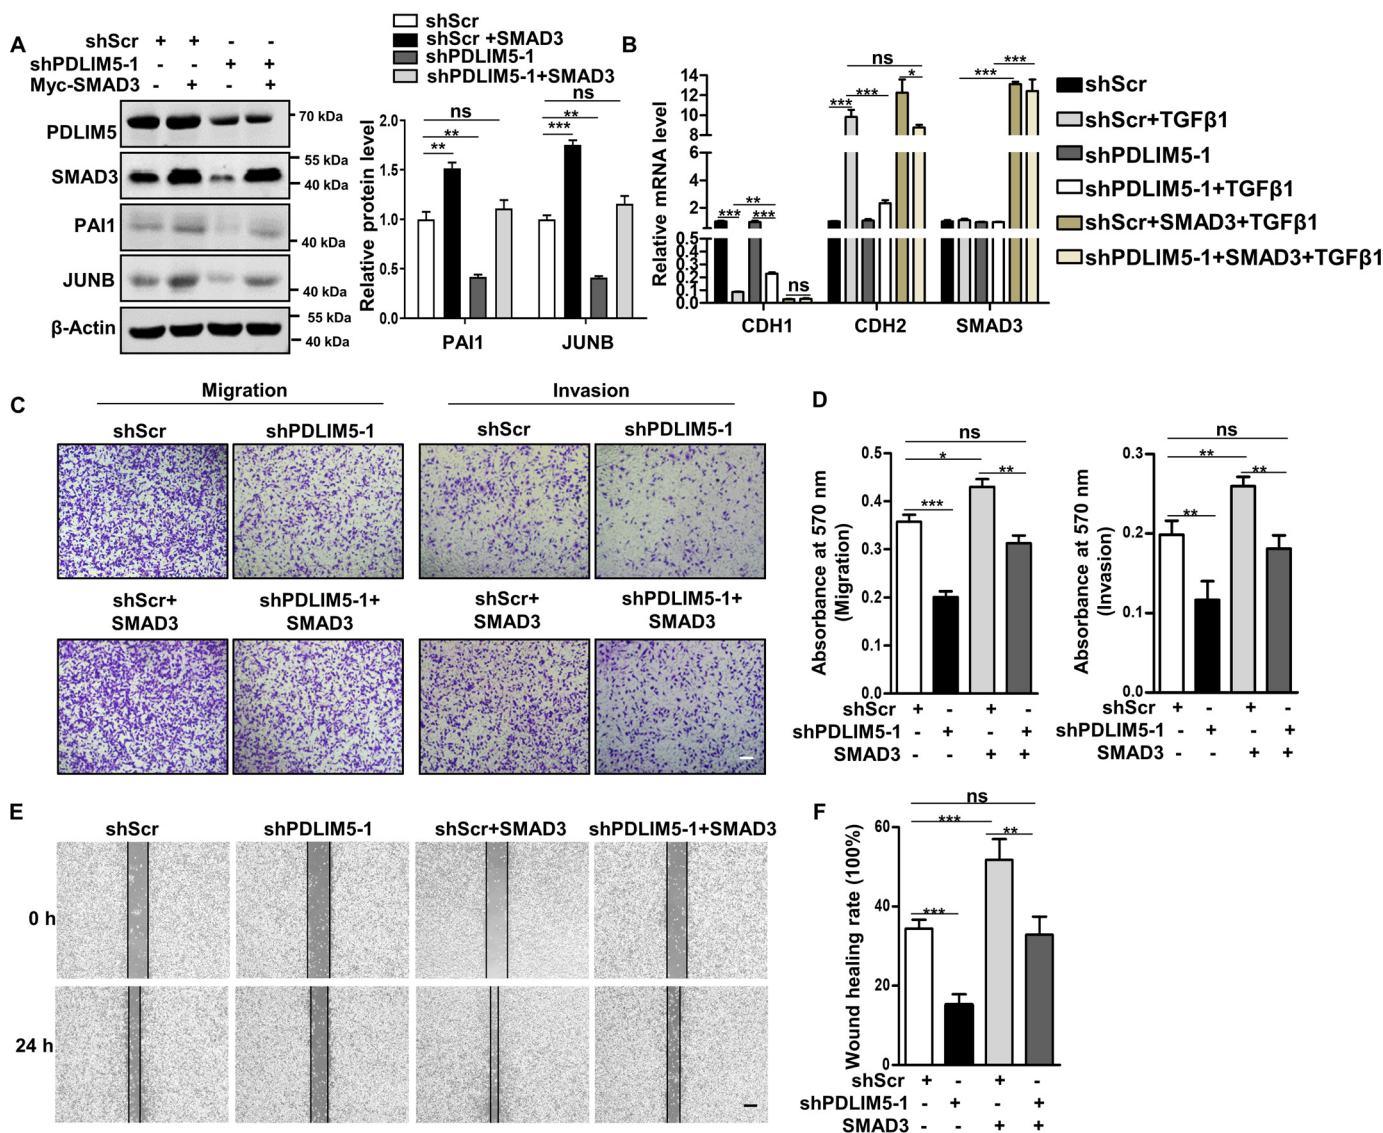 A
shScr + + - -
shPDLIM5-1 - - + +
Myc-SMAD3 - + - +
PDLIM5
70 kDa
SMAD3
55 kDa
40 kDa
PAI1
40 kDa
JUNB
40 kDa
β-Actin
55 kDa
40 kDa
shScr
shScr +SMAD3
shPDLIM5-1
shPDLIM5-1+SMAD3
Relative protein level
2.0
1.5
1.0
0.5
0.0
ns
**
**
ns
**
***
PAI1
JUNB
B
Relative mRNA level
14
12
10
8
6
4
2
0.5
0.4
0.3
0.2
0.1
0.0
***
**
***
ns
ns
***
***
*
***
***
CDH1
CDH2
SMAD3
shScr
shScr+TGFβ1
shPDLIM5-1
shPDLIM5-1+TGFβ1
shScr+SMAD3+TGFβ1
shPDLIM5-1+SMAD3+TGFβ1
C
Migration
Invasion
shScr
shPDLIM5-1
shScr
shPDLIM5-1
shScr+
SMAD3
shPDLIM5-1+
SMAD3
shScr+
SMAD3
shPDLIM5-1+
SMAD3
D
Absorbance at 570 nm
(Migration)
0.5
0.4
0.3
0.2
0.1
0.0
ns
*
**
***
shScr + - + -
shPDLIM5-1 - + - +
SMAD3 - - + +
Absorbance at 570 nm
(Invasion)
0.3
0.2
0.1
0.0
ns
**
**
**
shScr + - + -
shPDLIM5-1 - + - +
SMAD3 - - + +
E
shScr
shPDLIM5-1
shScr+SMAD3
shPDLIM5-1+SMAD3
0 h
24 h
F
Wound healing rate (100%)
60
40
20
0
ns
***
**
***
shScr + - + -
shPDLIM5-1 - + - +
SMAD3 - - + +